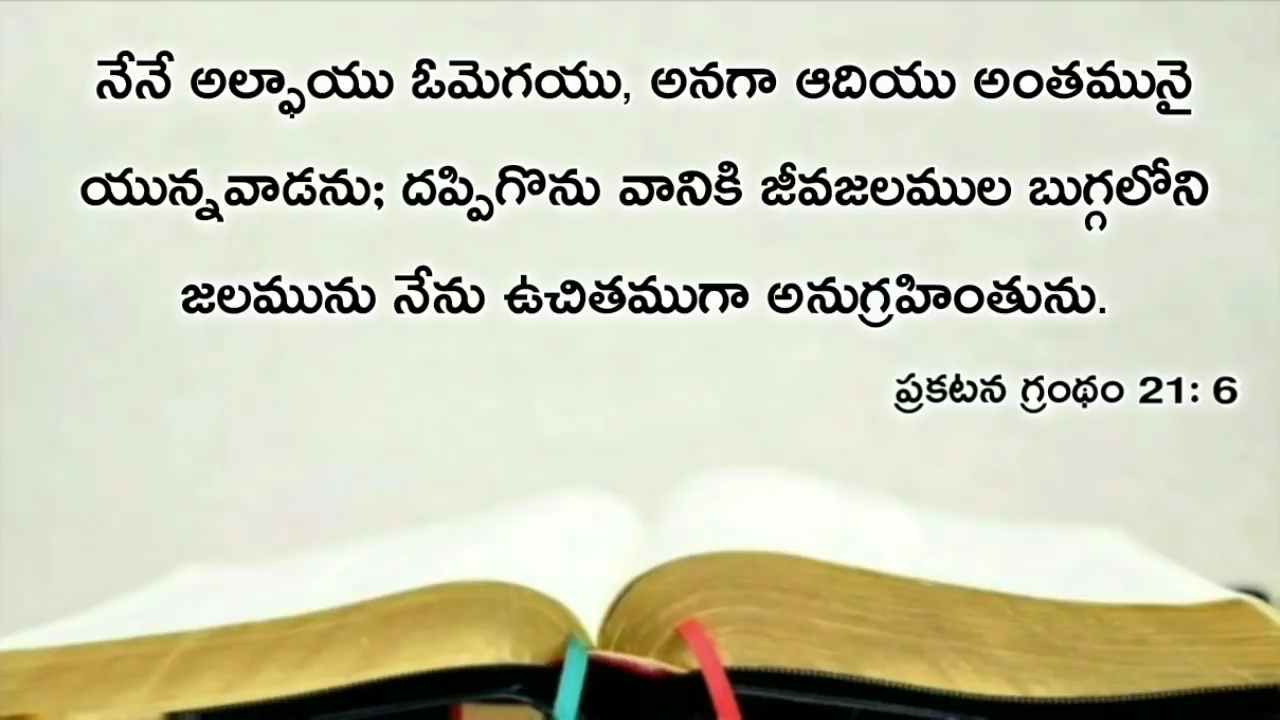 నేనే అల్ఫాయు ఓమెగయు, అనగా ఆదియు అంతమునై
యున్నవాడను; దప్పిగొను వానికి జీవజలముల బుగ్గలోని
జలమును నేను ఉచితముగా అనుగ్రహింతును.
ప్రకటన గ్రంథం 21: 6